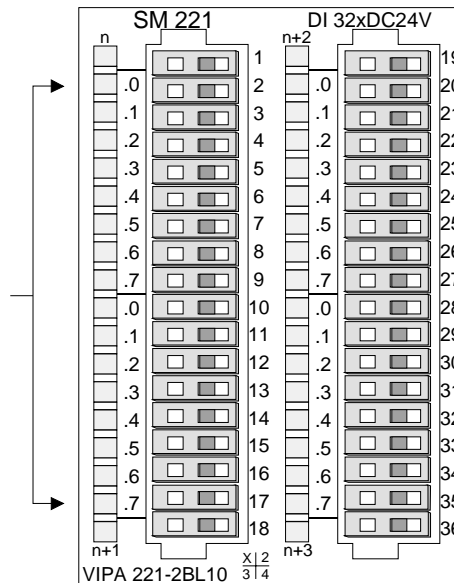 SM 221 DI 32xDC24V
n n+2
1 19
.0 2 .0 20
.1 3 .1 21
.2 4 .2 22
.3 5 .3 23
.4 6 .4 24
.5 7 .5 25
.6 8 .6 26
.7 9 .7 27
.0 10 .0 28
.1 11 .1 29
.2 12 .2 30
.3 13 .3 31
.4 14 .4 32
.5 15 .5 33
.6 16 .6 34
.7 17 .7 35
18 36
n+1 n+3
VIPA 221-2BL10 X 2
3 4